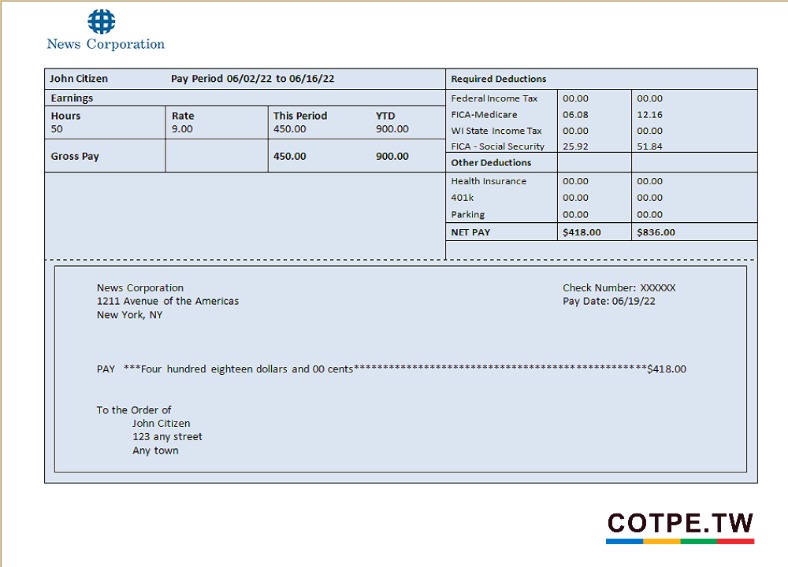 News Corporation
John Citizen Pay Period 06/02/22 to 06/16/22
Earnings
Hours Rate This Period YTD
50 9.00 450.00 900.00
Gross Pay 450.00 900.00
Required Deductions
Federal Income Tax 00.00 00.00
FICA-Medicare 06.08 12.16
WI State Income Tax 00.00 00.00
FICA - Social Security 25.92 51.84
Other Deductions
Health Insurance 00.00 00.00
401k 00.00 00.00
Parking 00.00 00.00
NET PAY $418.00 $836.00
News Corporation
1211 Avenue of the Americas
New York, NY
Check Number: XXXXXX
Pay Date: 06/19/22
PAY ***Four hundred eighteen dollars and 00 cents**************************************************$418.00
To the Order of
John Citizen
123 any street
Any town
COTPE.TW